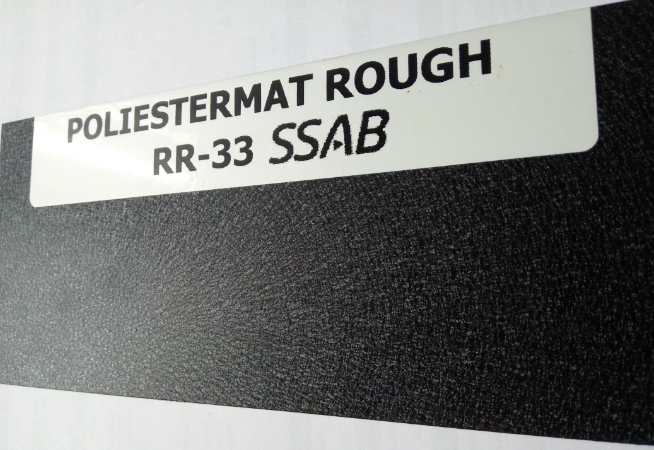 POLIESTERMAT ROUGH
RR-33 SSAB